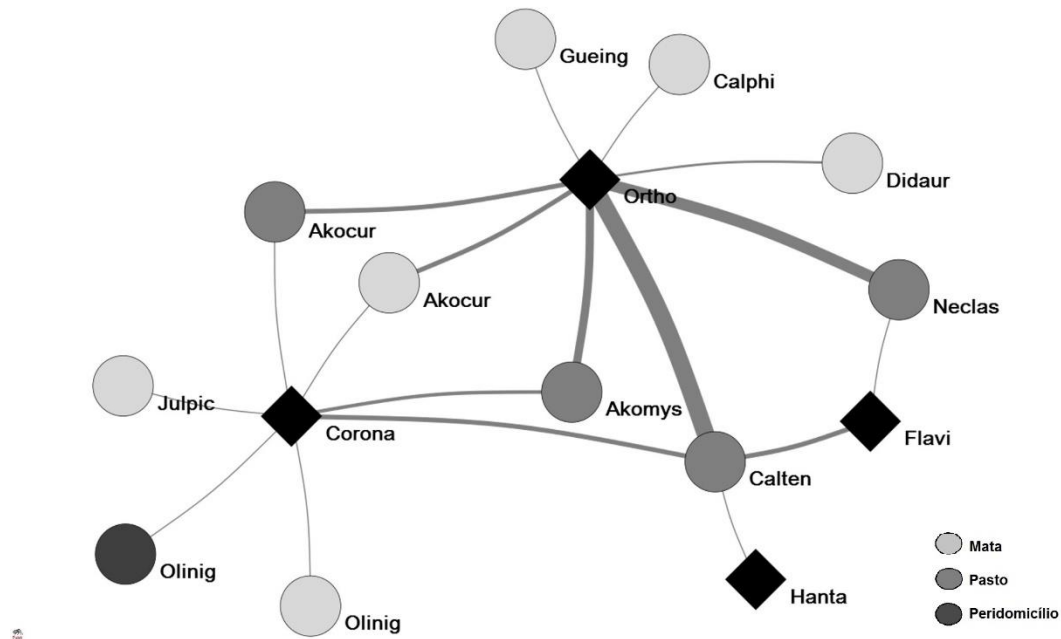 Gueing
Calphi
Didaur
Ortho
Akocur
Akocur
Neclas
Julpic
Akomys
Corona
Flavi
Calten
Olinig
Hanta
Olinig
Mata
Pasto
Peridomicílio